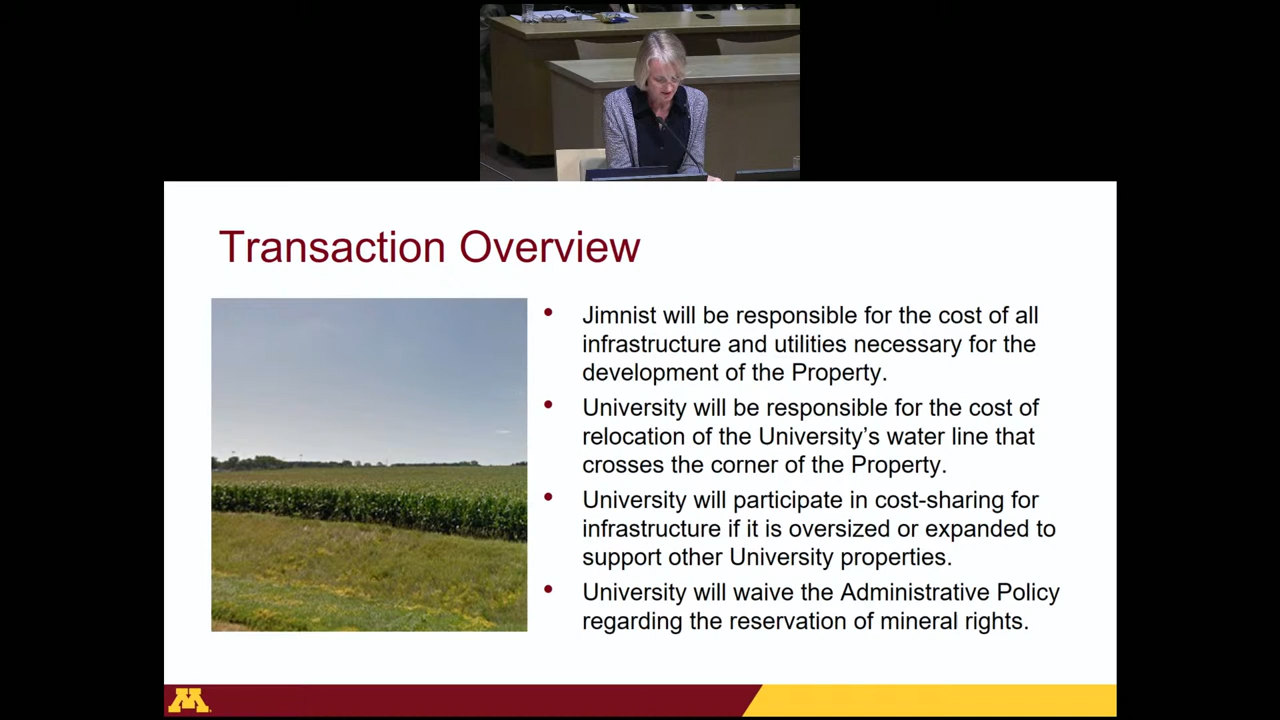 Transaction Overview
• Jimnist will be responsible for the cost of all
infrastructure and utilities necessary for the
development of the Property.
• University will be responsible for the cost of
relocation of the University’s water line that
crosses the corner of the Property.
• University will participate in cost-sharing for
infrastructure if it is oversized or expanded to
support other University properties.
• University will waive the Administrative Policy
regarding the reservation of mineral rights.
M